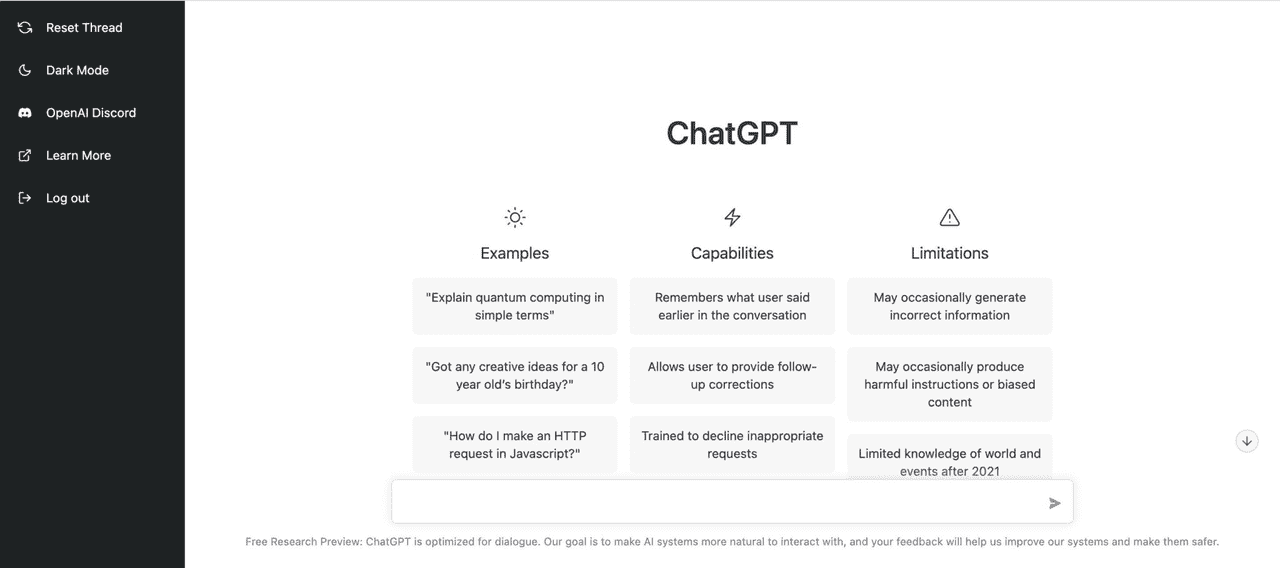 Reset Thread
Dark Mode
OpenAI Discord
Learn More
Log out
ChatGPT
Examples
"Explain quantum computing in
simple terms"
"Got any creative ideas for a 10
year old's birthday?"
"How do I make an HTTP
request in Javascript?"
Capabilities
Remembers what user said
earlier in the conversation
Allows user to provide follow-
up corrections
Trained to decline inappropriate
requests
Limitations
May occasionally generate
incorrect information
May occasionally produce
harmful instructions or biased
content
Limited knowledge of world and
events after 2021
Free Research Preview: ChatGPT is optimized for dialogue. Our goal is to make AI systems more natural to interact with, and your feedback will help us improve our systems and make them safer.